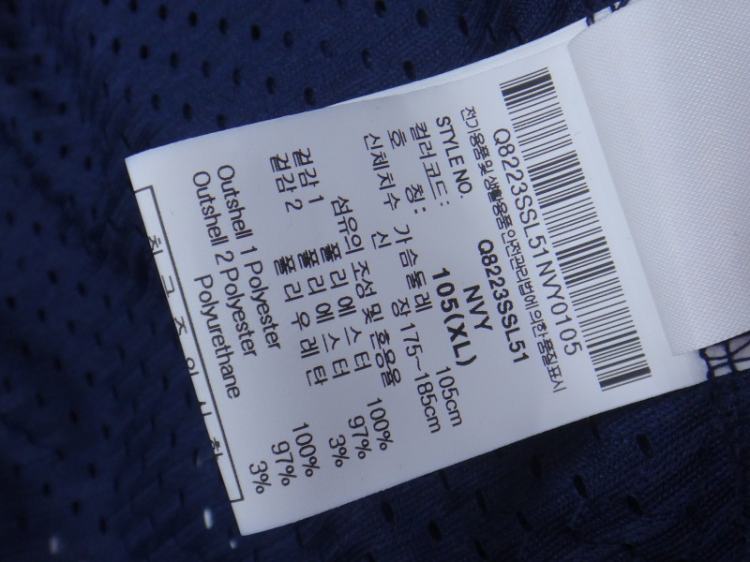 Q8223SSL51NVY0105
전기용품및생활용품안전관리법에 의한 품질표시
STYLE NO. Q8223SSL51
컬러코드: NVY
호 칭: 105(XL)
신체치수 가슴둘레 105cm
신 장 175~185cm
섬유의 조성 및 혼용율
겉감 1 폴리에스터 100%
겉감 2 폴리에스터 97%
폴리우레탄 3%
Outshell 1 Polyester 100%
Outshell 2 Polyester 97%
Polyurethane 3%